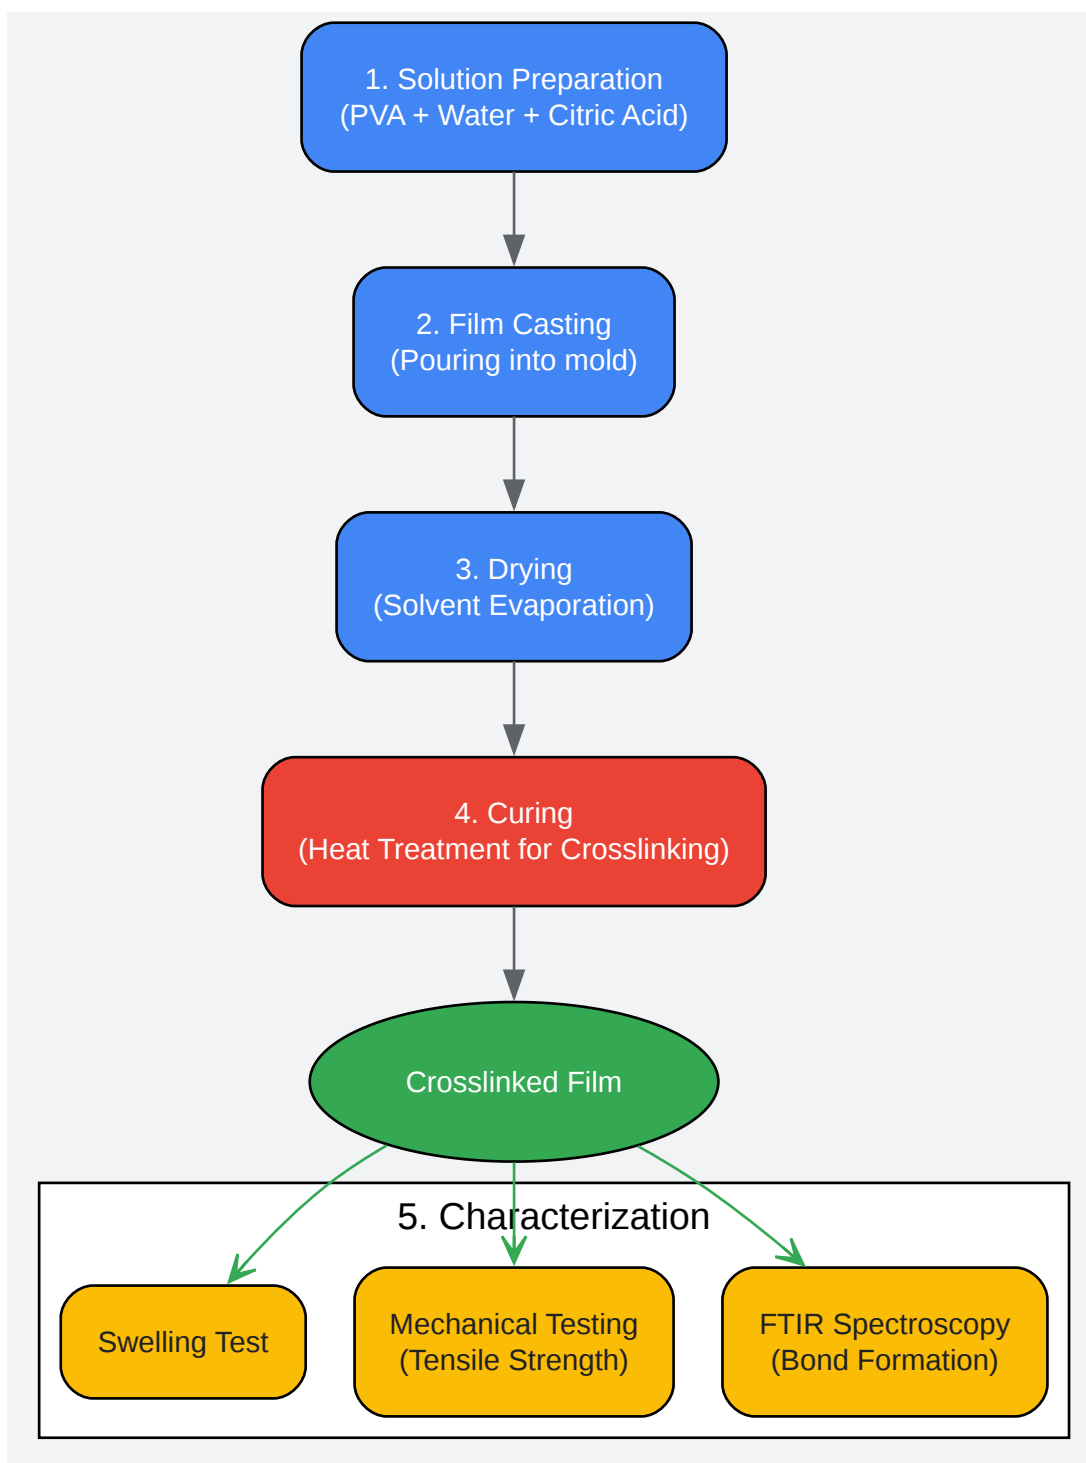 1. Solution Preparation
(PVA + Water + Citric Acid)
2. Film Casting
(Pouring into mold)
3. Drying
(Solvent Evaporation)
4. Curing
(Heat Treatment for Crosslinking)
Crosslinked Film
5. Characterization
Swelling Test
Mechanical Testing
(Tensile Strength)
FTIR Spectroscopy
(Bond Formation)